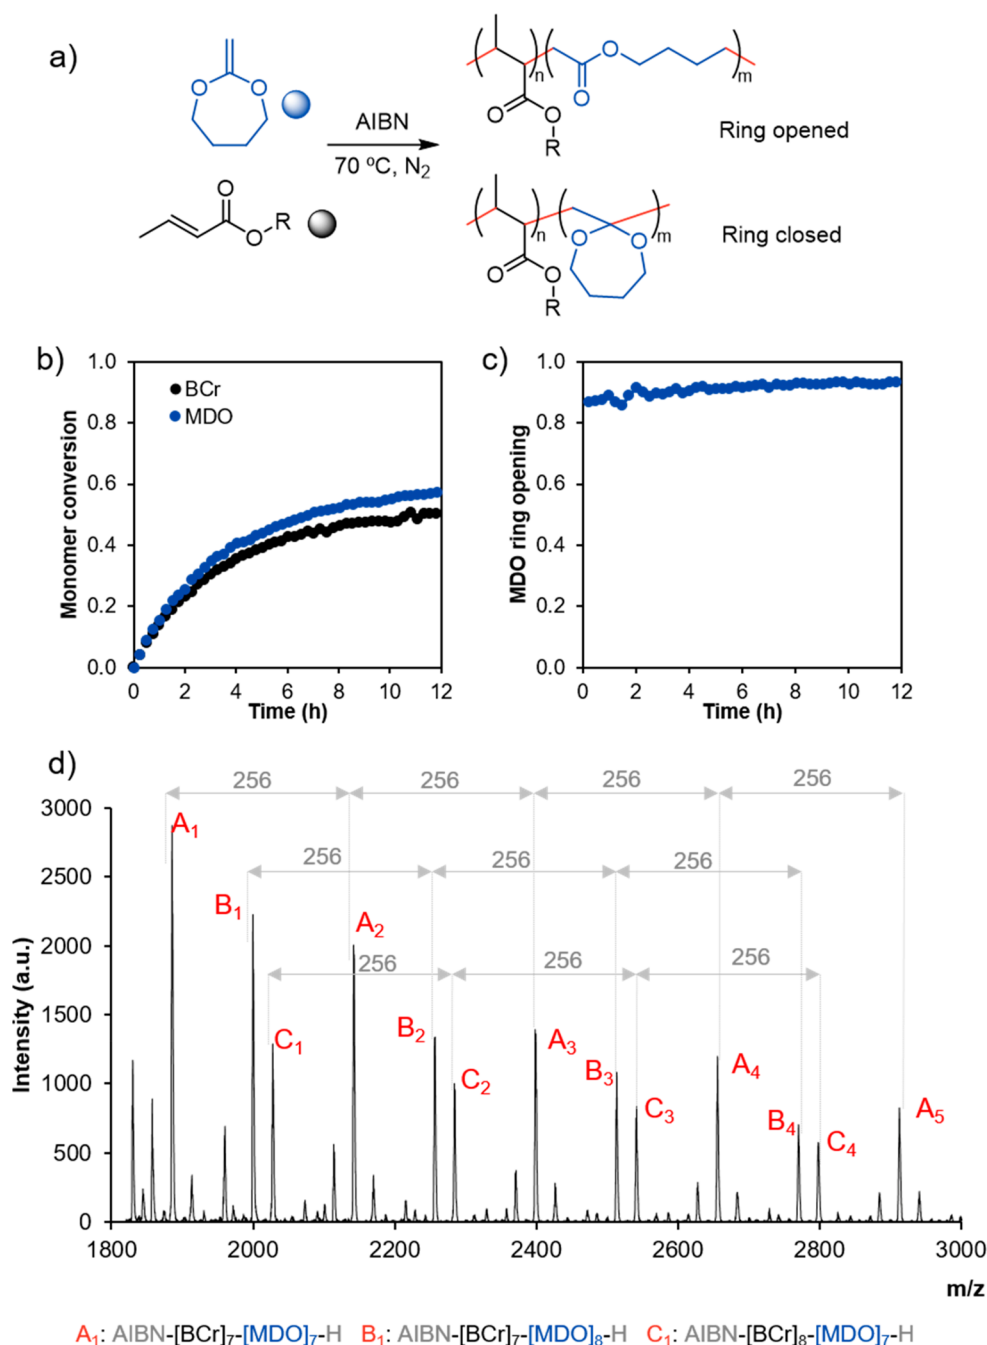 a)
O
O
AIBN
70 ºC, N₂
O
O
R
n
O
O
m
O
O
R
Ring opened
n
O
O
m
O
O
R
Ring closed
b)
1.0
0.8
0.6
0.4
0.2
0.0
BCr
MDO
Monomer conversion
0 2 4 6 8 10 12
Time (h)
c)
1.0
0.8
0.6
0.4
0.2
0.0
MDO ring opening
0 2 4 6 8 10 12
Time (h)
d)
256 256 256 256
256 256 256
256 256 256
A₁
B₁
C₁
A₂
B₂
C₂
A₃
B₃
C₃
A₄
B₄
C₄
A₅
3000
2500
2000
1500
1000
500
0
Intensity (a.u.)
1800 2000 2200 2400 2600 2800 3000
m/z
A₁: AIBN-[BCr]₇-[MDO]₇-H B₁: AIBN-[BCr]₇-[MDO]₈-H C₁: AIBN-[BCr]₈-[MDO]₇-H